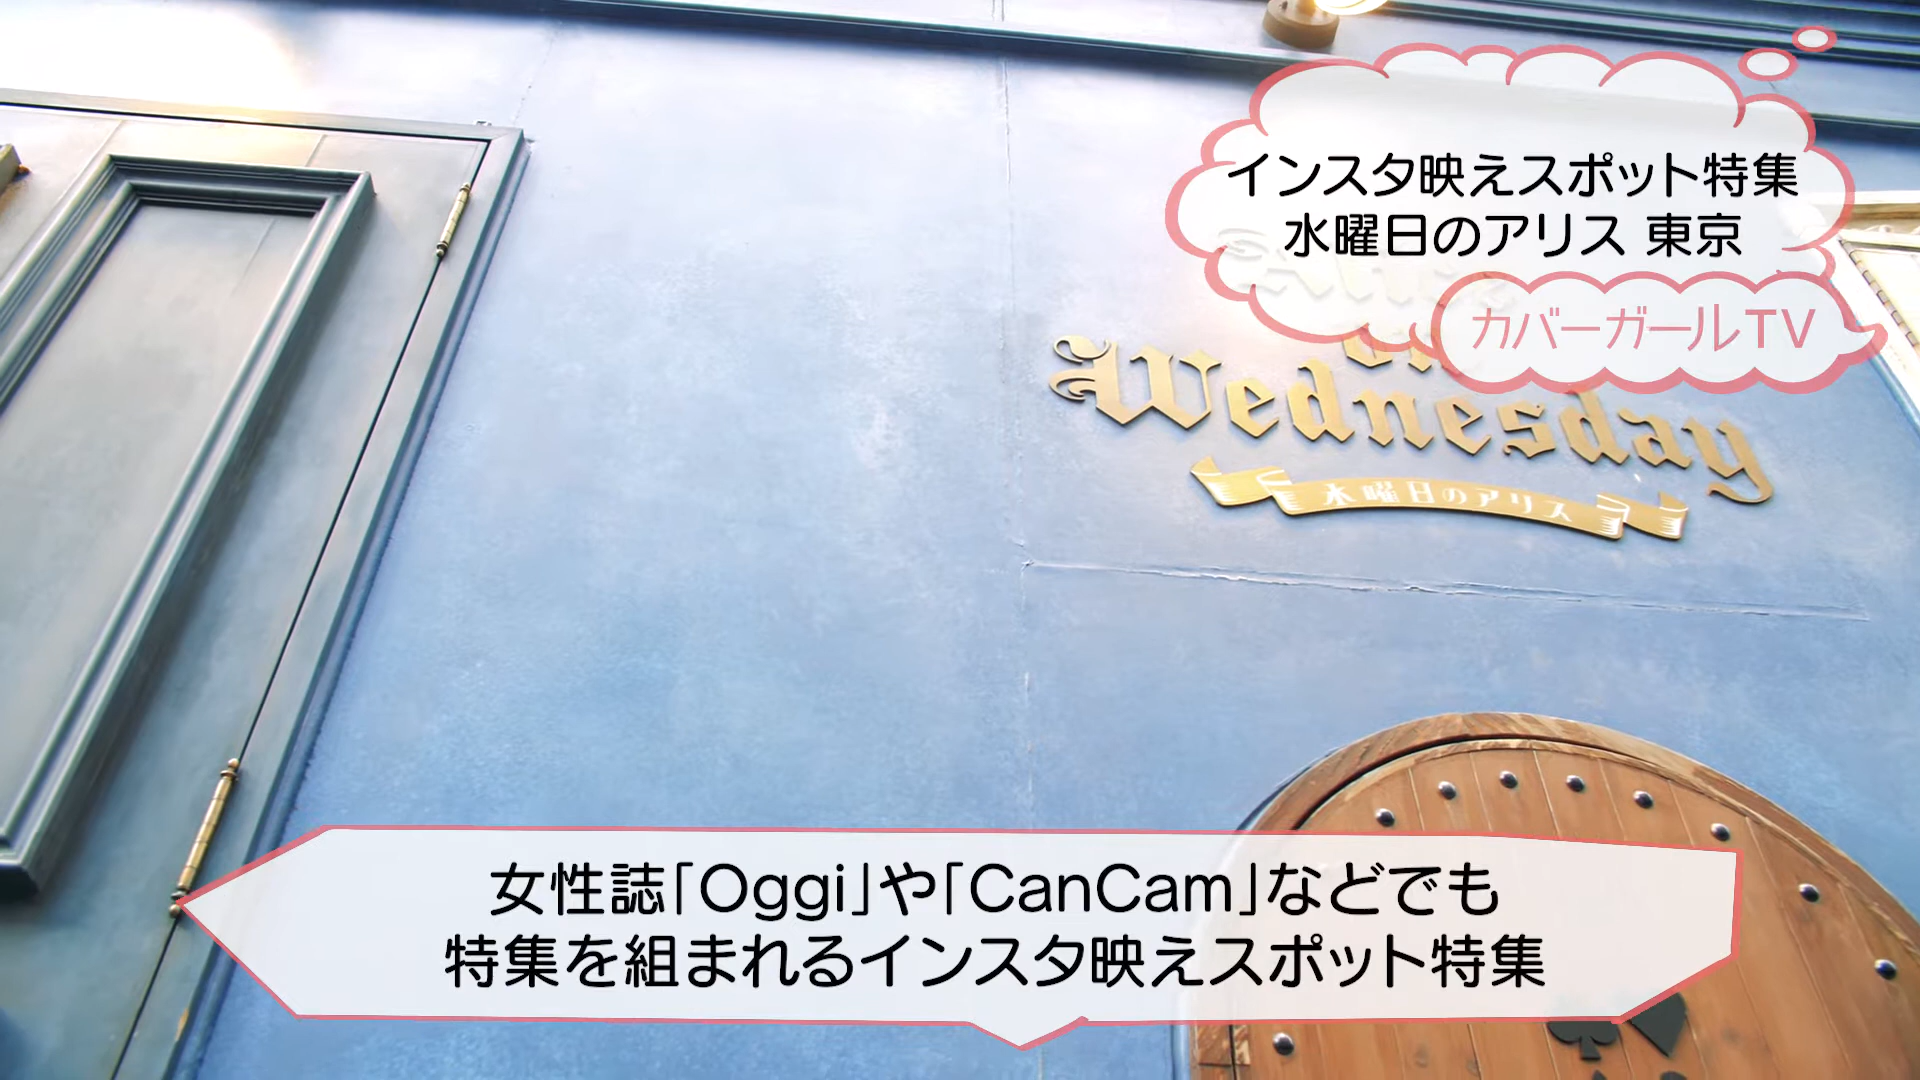 インスタ映えスポット特集
水曜日のアリス 東京
カバーガールTV
Wednesday
水曜日のアリス
女性誌「Oggi」や「CanCam」などでも
特集を組まれるインスタ映えスポット特集